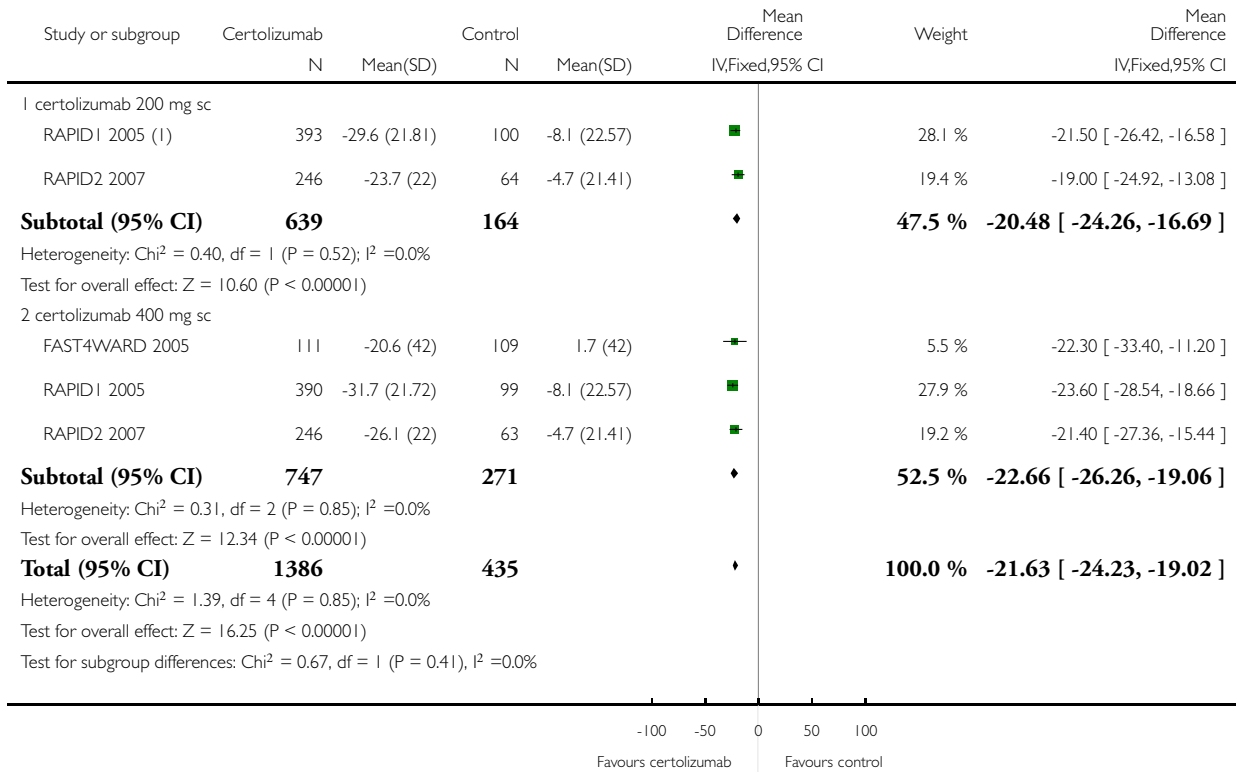 Study or subgroup Certolizumab Control Mean Difference Weight Mean Difference
N Mean(SD) N Mean(SD) IV,Fixed,95% CI IV,Fixed,95% CI
1 certolizumab 200 mg sc
RAPID1 2005 (1) 393 -29.6 (21.81) 100 -8.1 (22.57) 28.1 % -21.50 [ -26.42, -16.58 ]
RAPID2 2007 246 -23.7 (22) 64 -4.7 (21.41) 19.4 % -19.00 [ -24.92, -13.08 ]
Subtotal (95% CI) 639 164 47.5 % -20.48 [ -24.26, -16.69 ]
Heterogeneity: Chi² = 0.40, df = 1 (P = 0.52); I² =0.0%
Test for overall effect: Z = 10.60 (P < 0.00001)
2 certolizumab 400 mg sc
FAST4WARD 2005 111 -20.6 (42) 109 1.7 (42) 5.5 % -22.30 [ -33.40, -11.20 ]
RAPID1 2005 390 -31.7 (21.72) 99 -8.1 (22.57) 27.9 % -23.60 [ -28.54, -18.66 ]
RAPID2 2007 246 -26.1 (22) 63 -4.7 (21.41) 19.2 % -21.40 [ -27.36, -15.44 ]
Subtotal (95% CI) 747 271 52.5 % -22.66 [ -26.26, -19.06 ]
Heterogeneity: Chi² = 0.31, df = 2 (P = 0.85); I² =0.0%
Test for overall effect: Z = 12.34 (P < 0.00001)
Total (95% CI) 1386 435 100.0 % -21.63 [ -24.23, -19.02 ]
Heterogeneity: Chi² = 1.39, df = 4 (P = 0.85); I² =0.0%
Test for overall effect: Z = 16.25 (P < 0.00001)
Test for subgroup differences: Chi² = 0.67, df = 1 (P = 0.41), I² =0.0%
-100 -50 0 50 100
Favours certolizumab Favours control